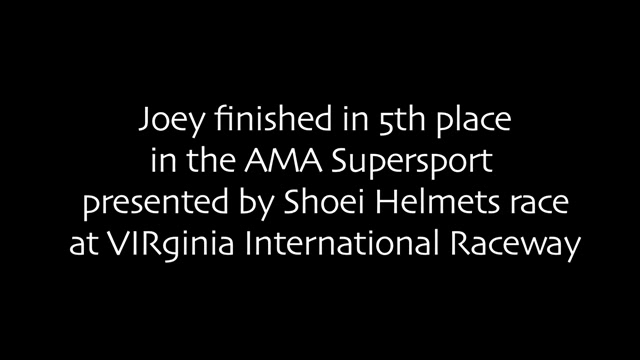 Joey finished in 5th place
in the AMA Supersport
presented by Shoei Helmets race
at VIRginia International Raceway